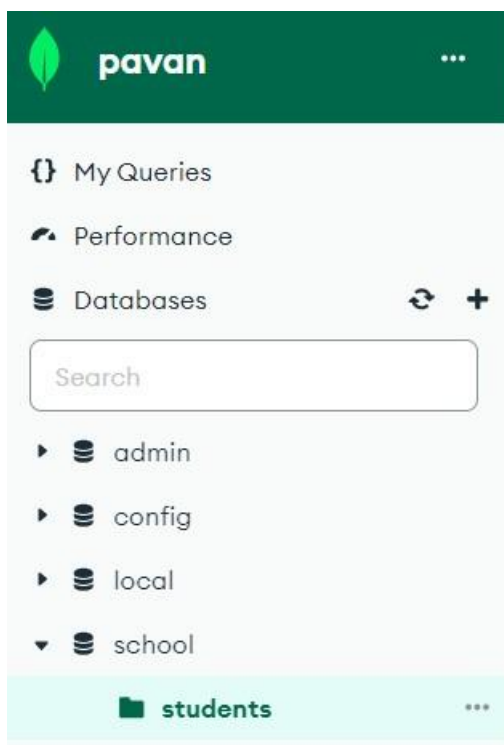 pavan
My Queries
Performance
Databases
Search
admin
config
local
school
students